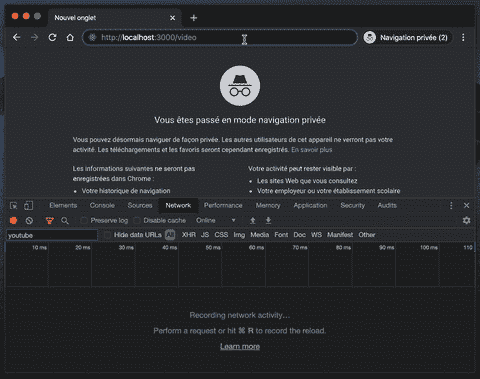 Nouvel onglet
http://localhost:3000/video
Navigation privée (2)
Vous êtes passé en mode navigation privée
Vous pouvez désormais naviguer de façon privée. Les autres utilisateurs de cet appareil ne verront pas votre
activité. Les téléchargements et les favoris seront cependant enregistrés. En savoir plus
Les informations suivantes ne seront pas
enregistrées dans Chrome :
• Votre historique de navigation
Votre activité peut rester visible par :
• Les sites Web que vous consultez
• Votre employeur ou votre établissement scolaire
Elements Console Sources Network Performance Memory Application Security Audits
Preserve log Disable cache Online
youtube Hide data URLs All XHR JS CSS Img Media Font Doc WS Manifest Other
10 ms 20 ms 30 ms 40 ms 50 ms 60 ms 70 ms 80 ms 90 ms 100 ms 110
Recording network activity…
Perform a request or hit ⌘ R to record the reload.
Learn more